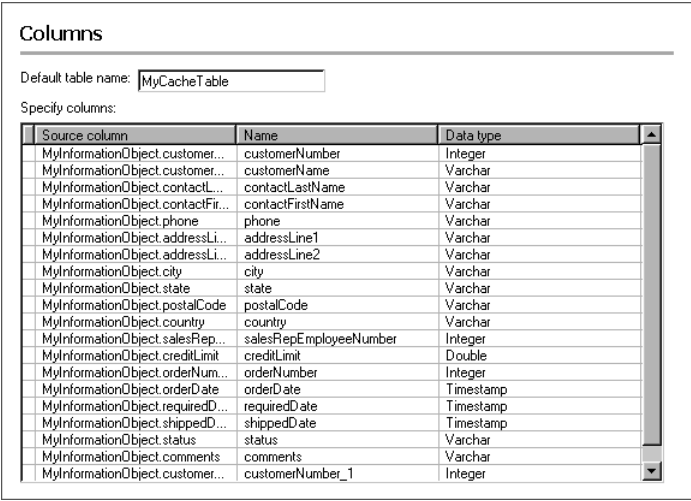 Columns
Default table name: MyCacheTable
Specify columns:
Source column Name Data type
MyInformationObject.customer... customerNumber Integer
MyInformationObject.customer... customerName Varchar
MyInformationObject.contactL... contactLastName Varchar
MyInformationObject.contactFir... contactFirstName Varchar
MyInformationObject.phone phone Varchar
MyInformationObject.addressLi... addressLine1 Varchar
MyInformationObject.addressLi... addressLine2 Varchar
MyInformationObject.city city Varchar
MyInformationObject.state state Varchar
MyInformationObject.postalCode postalCode Varchar
MyInformationObject.country country Varchar
MyInformationObject.salesRep... salesRepEmployeeNumber Integer
MyInformationObject.creditLimit creditLimit Double
MyInformationObject.orderNum... orderNumber Integer
MyInformationObject.orderDate orderDate Timestamp
MyInformationObject.requiredD... requiredDate Timestamp
MyInformationObject.shippedD... shippedDate Timestamp
MyInformationObject.status status Varchar
MyInformationObject.comments comments Varchar
MyInformationObject.customer... customerNumber_1 Integer